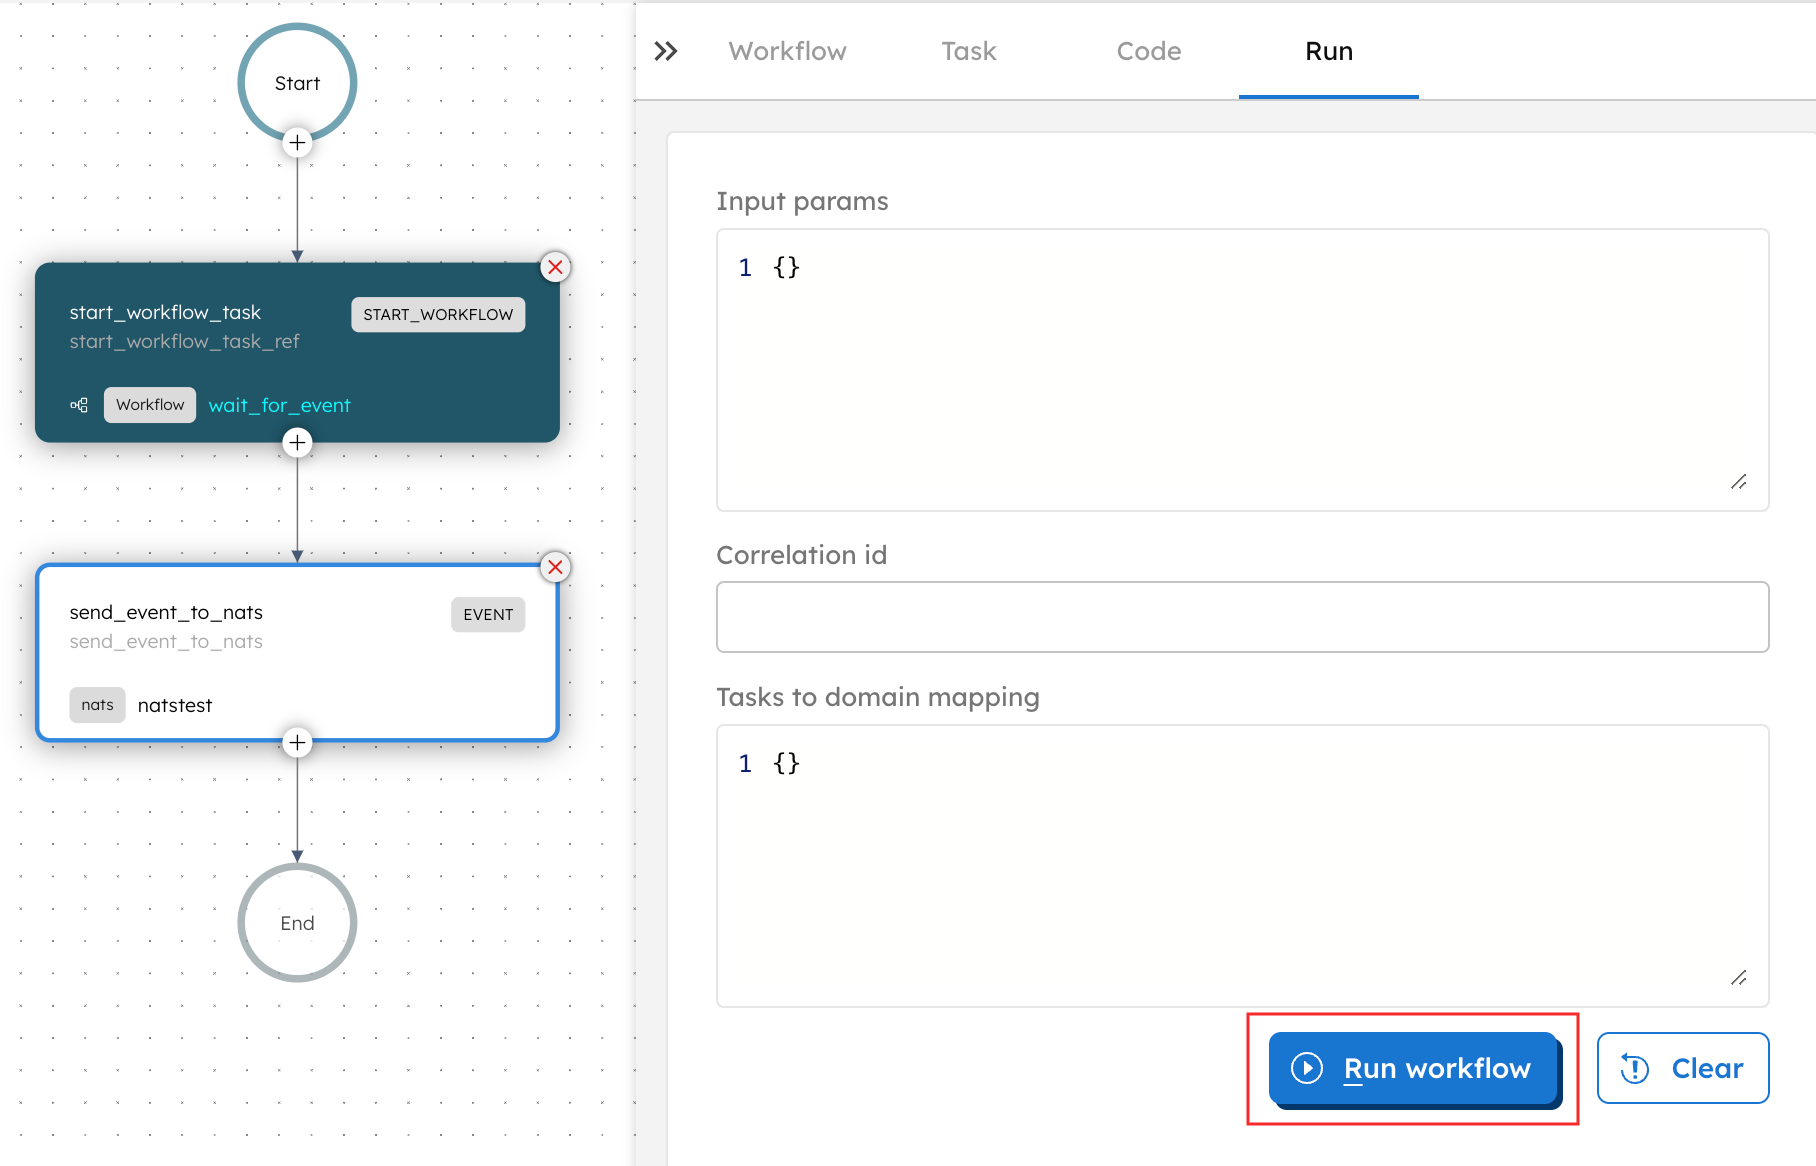 Start
start_workflow_task
START_WORKFLOW
start_workflow_task_ref
Workflow wait_for_event
send_event_to_nats
EVENT
send_event_to_nats
nats natstest
End
Workflow Task Code Run
Input params
1 {}
Correlation id
Tasks to domain mapping
1 {}
Run workflow
Clear